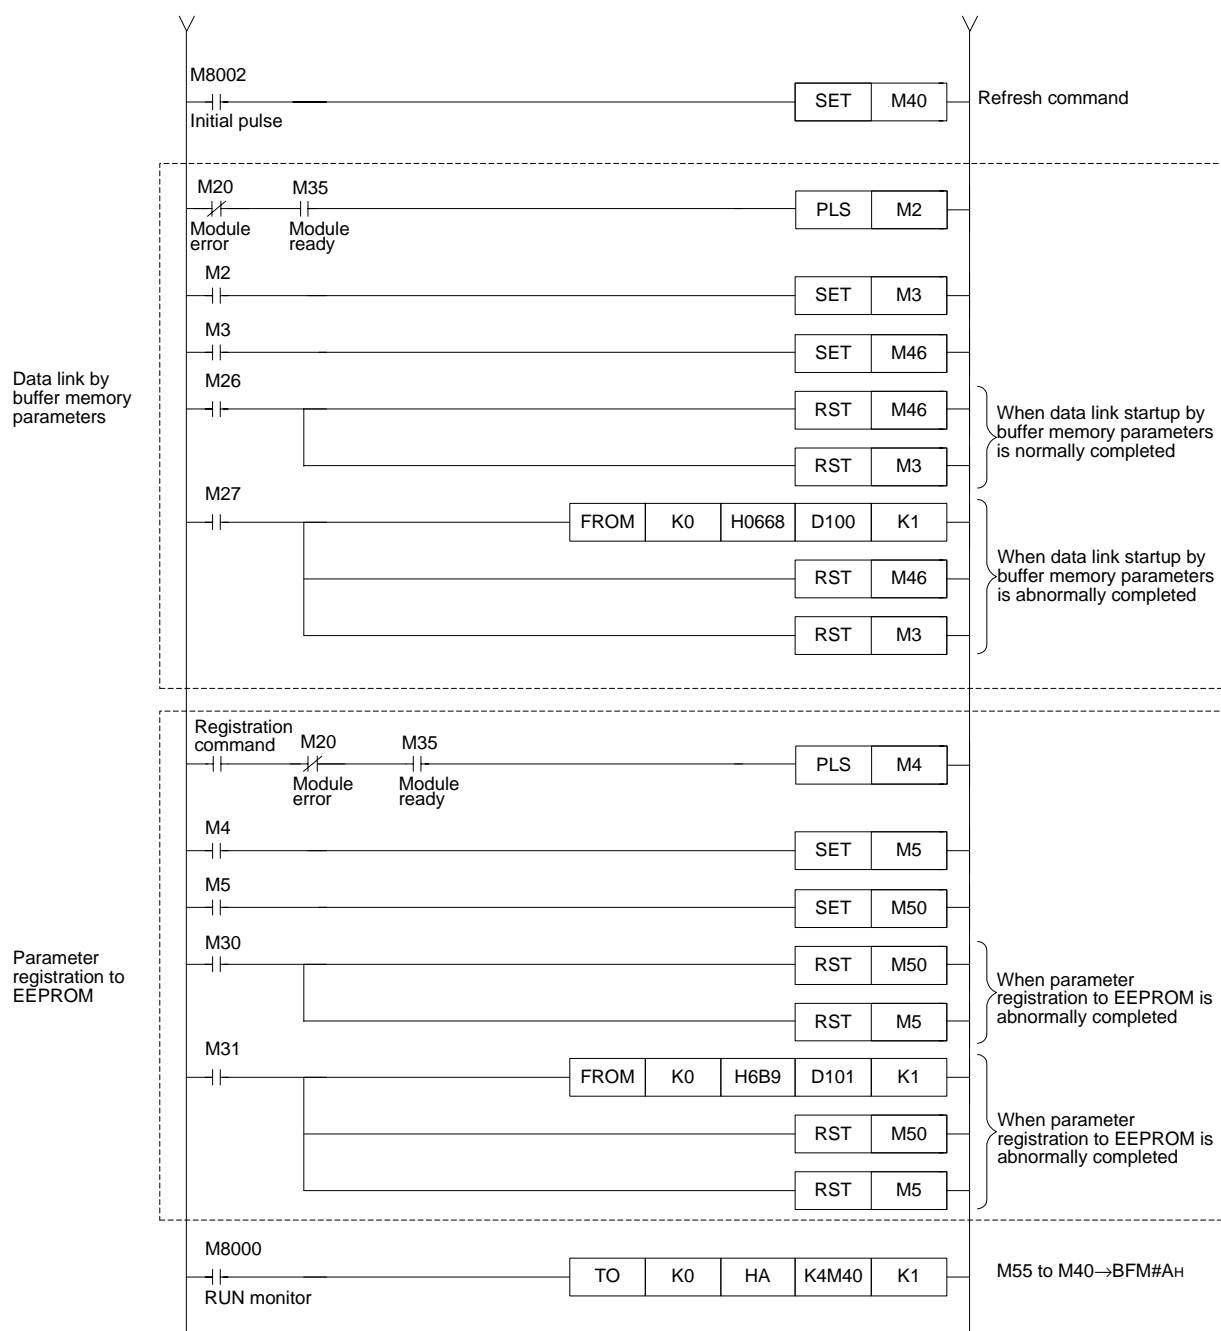 M8002
SET M40
Refresh command
Initial pulse
M20 M35
PLS M2
Module error
Module ready
M2
SET M3
M3
SET M46
Data link by
buffer memory
parameters
M26
RST M46
RST M3
When data link startup by
buffer memory parameters
is normally completed
M27
FROM K0 H0668 D100 K1
RST M46
RST M3
When data link startup by
buffer memory parameters
is abnormally completed
Registration
command
M20 M35
PLS M4
Module error
Module ready
M4
SET M5
M5
SET M50
Parameter
registration to
EEPROM
M30
RST M50
RST M5
When parameter
registration to EEPROM is
abnormally completed
M31
FROM K0 H6B9 D101 K1
RST M50
RST M5
When parameter
registration to EEPROM is
abnormally completed
M8000
TO K0 HA K4M40 K1
M55 to M40→BFM#AH
RUN monitor